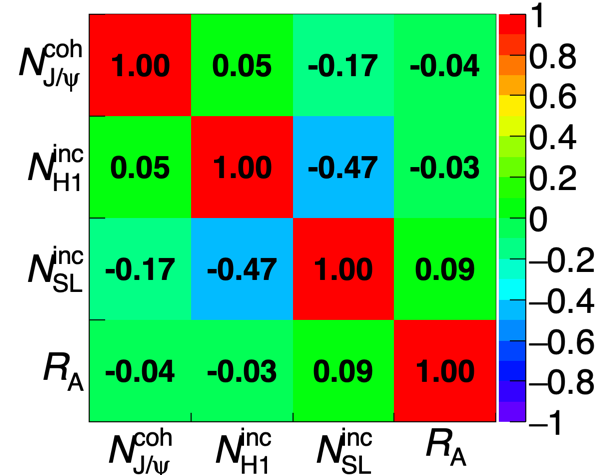 N^coh_J/ψ 1.00 0.05 -0.17 -0.04
N^inc_H1 0.05 1.00 -0.47 -0.03
N^inc_SL -0.17 -0.47 1.00 0.09
R_A -0.04 -0.03 0.09 1.00
N^coh_J/ψ N^inc_H1 N^inc_SL R_A
1
0.8
0.6
0.4
0.2
0
−0.2
−0.4
−0.6
−0.8
−1